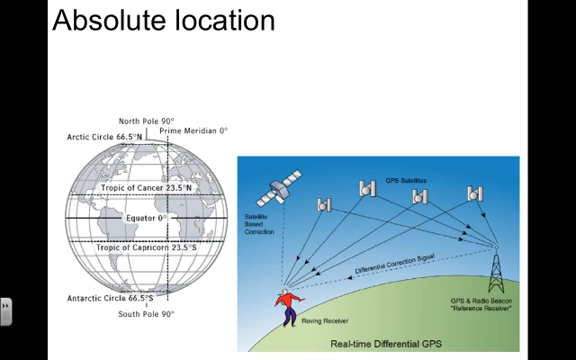 Absolute location
North Pole 90°
Prime Meridian 0°
Arctic Circle 66.5°N
Tropic of Cancer 23.5°N
Equator 0°
Tropic of Capricorn 23.5°S
Antarctic Circle 66.5°S
South Pole 90°
GPS Satellites
Satellite
Based
Correction
Differential Correction Signal
GPS & Radio Beacon
"Reference Receiver"
Roving Receiver
Real-time Differential GPS